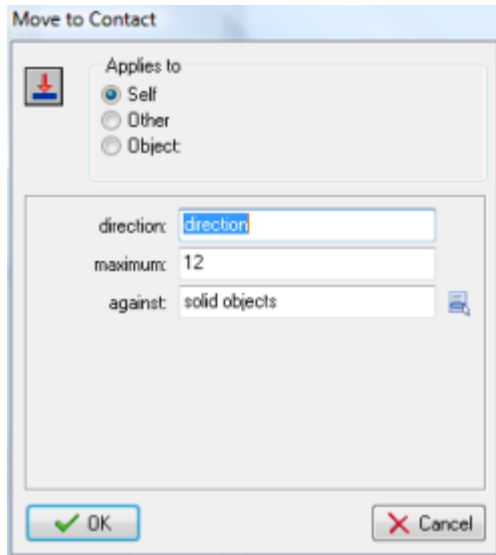 Move to Contact
Applies to
Self
Other
Object:
direction: direction
maximum: 12
against: solid objects
OK Cancel